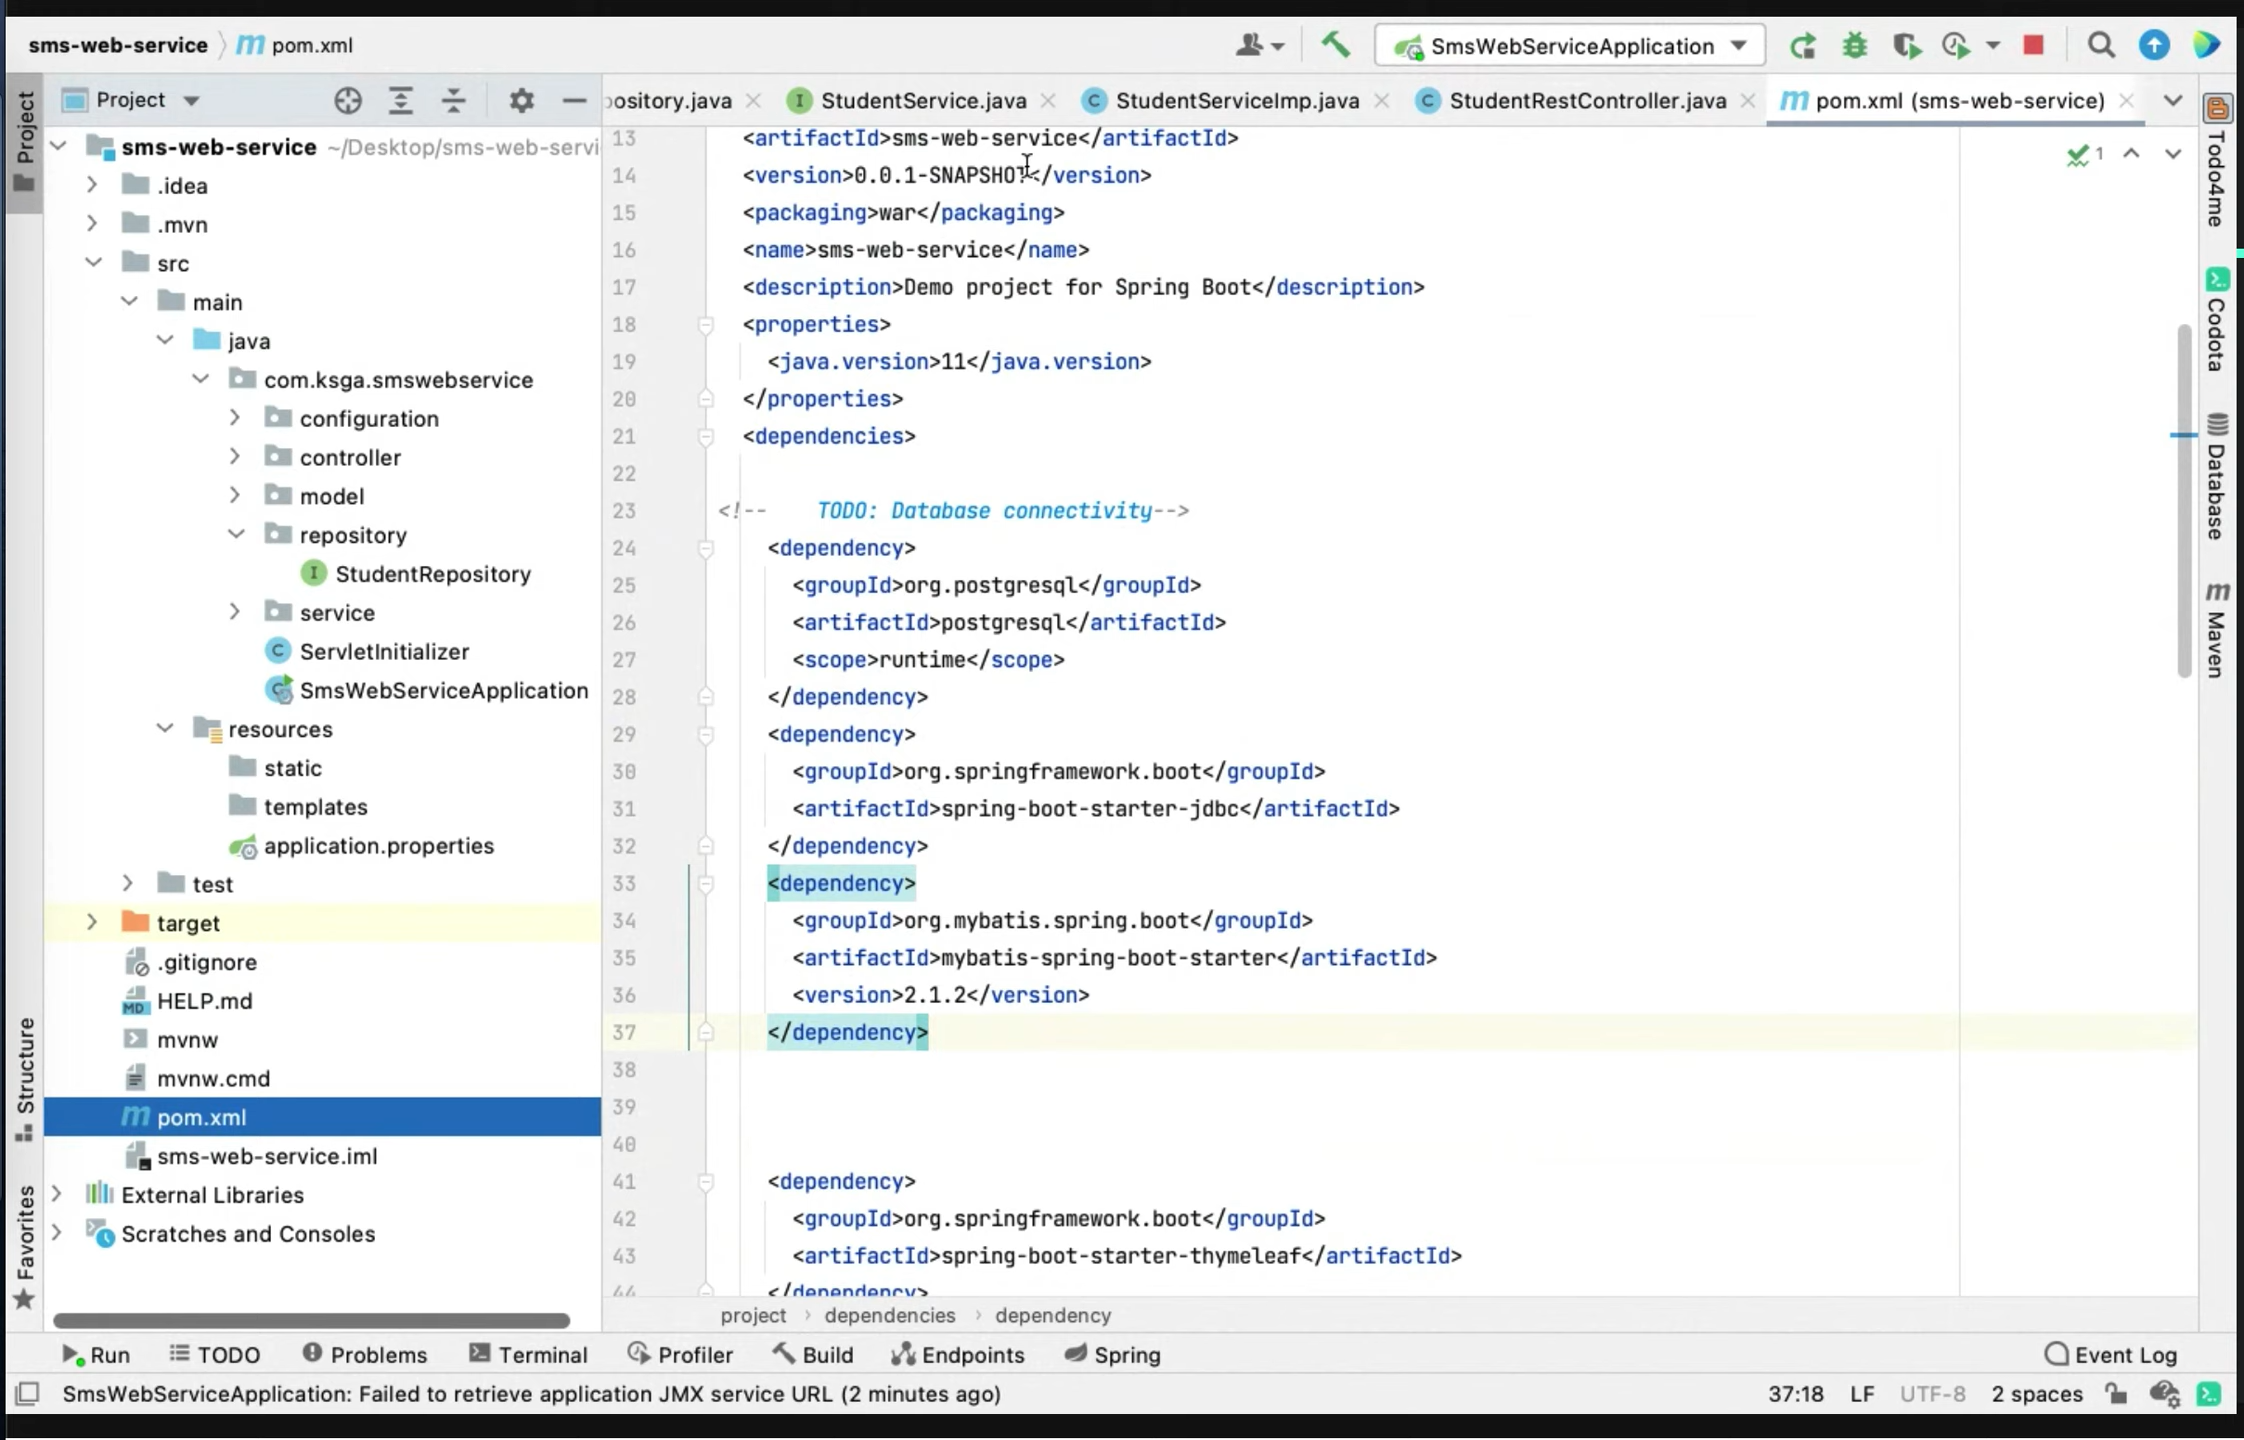 sms-web-service 〉 pom.xml
SmsWebServiceApplication
Project
Project
ository.java
StudentService.java
StudentServiceImp.java
StudentRestController.java
pom.xml (sms-web-service)
sms-web-service ~/Desktop/sms-web-servi
.idea
.mvn
src
main
java
com.ksga.smswebservice
configuration
controller
model
repository
StudentRepository
service
ServletInitializer
SmsWebServiceApplication
resources
static
templates
application.properties
test
target
.gitignore
HELP.md
mvnw
mvnw.cmd
pom.xml
sms-web-service.iml
External Libraries
Scratches and Consoles
Structure
Favorites
13 <artifactId>sms-web-service</artifactId>
14 <version>0.0.1-SNAPSHOT</version>
15 <packaging>war</packaging>
16 <name>sms-web-service</name>
17 <description>Demo project for Spring Boot</description>
18 <properties>
19 <java.version>11</java.version>
20 </properties>
21 <dependencies>
22
23 <!-- TODO: Database connectivity-->
24 <dependency>
25 <groupId>org.postgresql</groupId>
26 <artifactId>postgresql</artifactId>
27 <scope>runtime</scope>
28 </dependency>
29 <dependency>
30 <groupId>org.springframework.boot</groupId>
31 <artifactId>spring-boot-starter-jdbc</artifactId>
32 </dependency>
33 <dependency>
34 <groupId>org.mybatis.spring.boot</groupId>
35 <artifactId>mybatis-spring-boot-starter</artifactId>
36 <version>2.1.2</version>
37 </dependency>
38
39
40
41 <dependency>
42 <groupId>org.springframework.boot</groupId>
43 <artifactId>spring-boot-starter-thymeleaf</artifactId>
44 </dependency>
1
Todo4me
Codota
Database
Maven
project › dependencies › dependency
Run
TODO
Problems
Terminal
Profiler
Build
Endpoints
Spring
Event Log
SmsWebServiceApplication: Failed to retrieve application JMX service URL (2 minutes ago)
37:18
LF
UTF-8
2 spaces